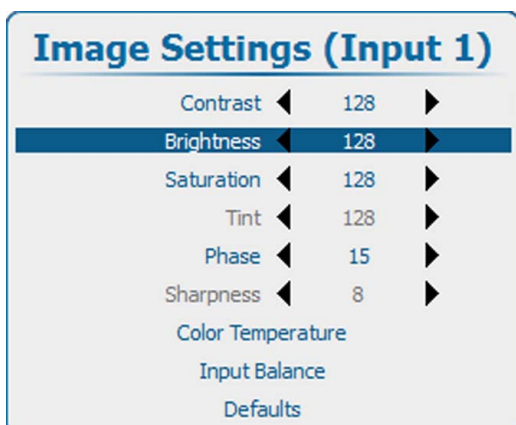 Image Settings (Input 1)
Contrast 128
Brightness 128
Saturation 128
Tint 128
Phase 15
Sharpness 8
Color Temperature
Input Balance
Defaults